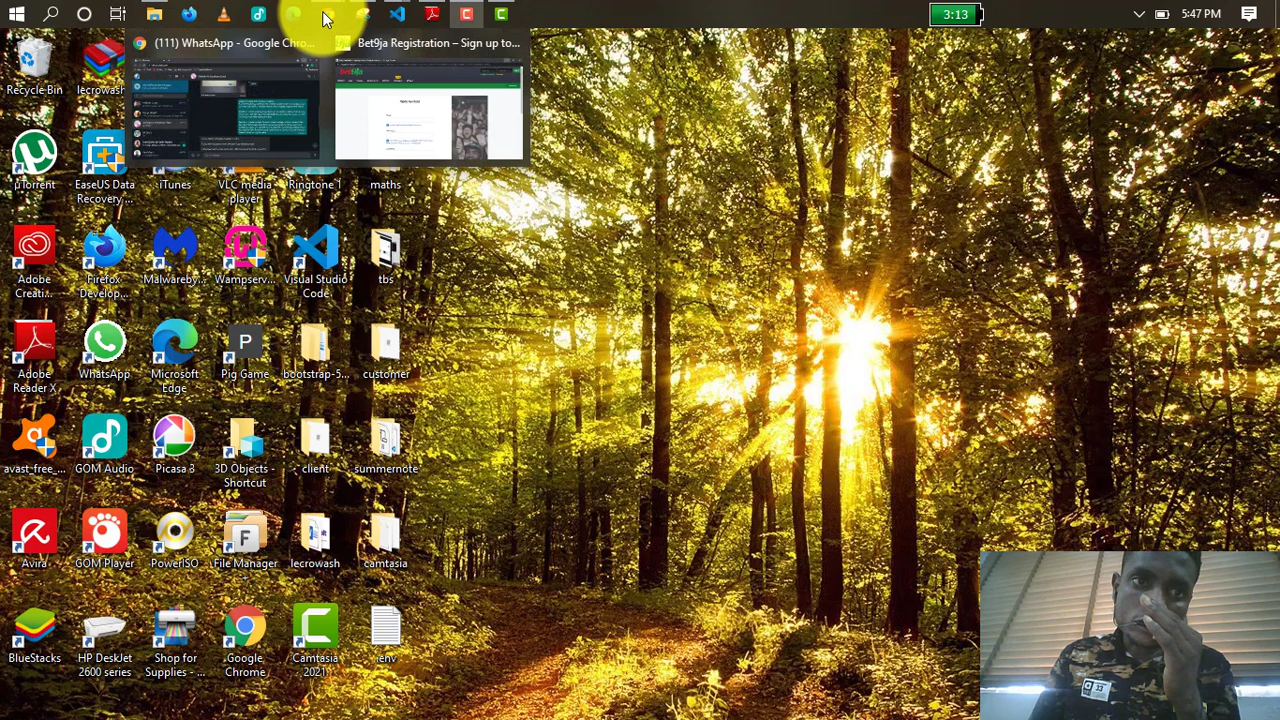 3:13
5:47 PM
(111) WhatsApp - Google Chro...
Bet9ja Registration – Sign up to...
Recycle Bin
lecrowash
µTorrent
EaseUS Data
Recovery ...
iTunes
VLC media
player
Ringtone 1
maths
Adobe
Creati...
Firefox
Develop...
Malwareby...
Wampserv...
Visual Studio
Code
tbs
Adobe
Reader X
WhatsApp
Microsoft
Edge
Pig Game
bootstrap-5...
customer
avast_free_...
GOM Audio
Picasa 3
3D Objects -
Shortcut
client
summernote
Avira
GOM Player
PowerISO
File Manager
lecrowash
camtasia
BlueStacks
HP DeskJet
2600 series
Shop for
Supplies - ...
Google
Chrome
Camtasia
2021
env